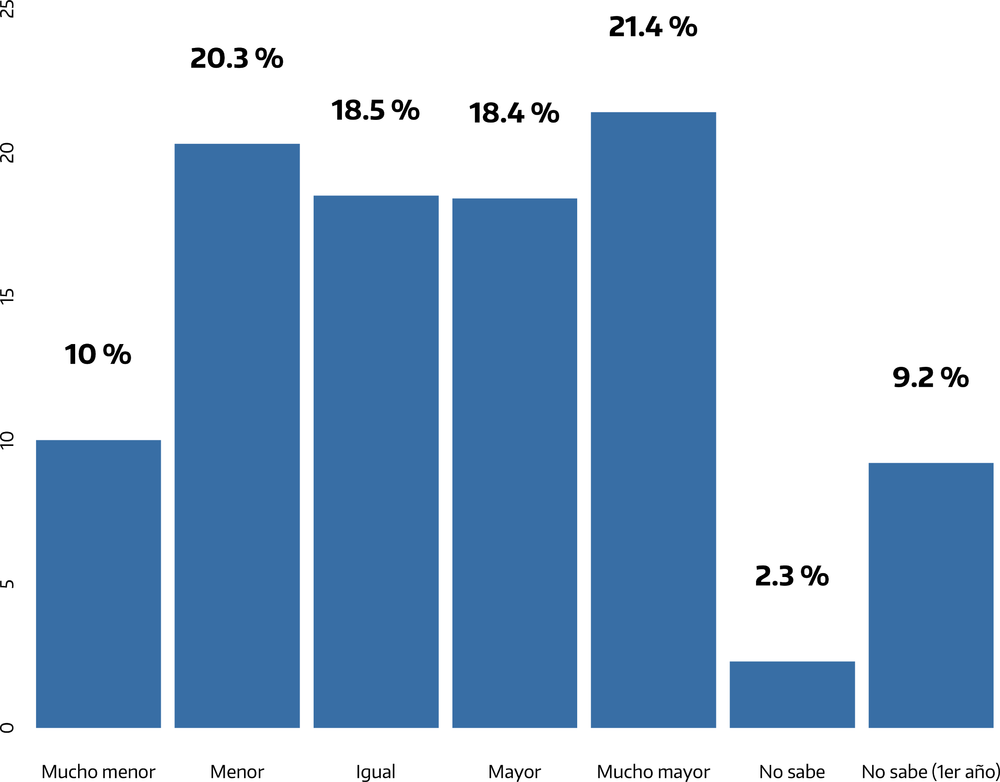 25
20
15
10
5
0
10 %
20.3 %
18.5 %
18.4 %
21.4 %
2.3 %
9.2 %
Mucho menor
Menor
Igual
Mayor
Mucho mayor
No sabe
No sabe (1er año)